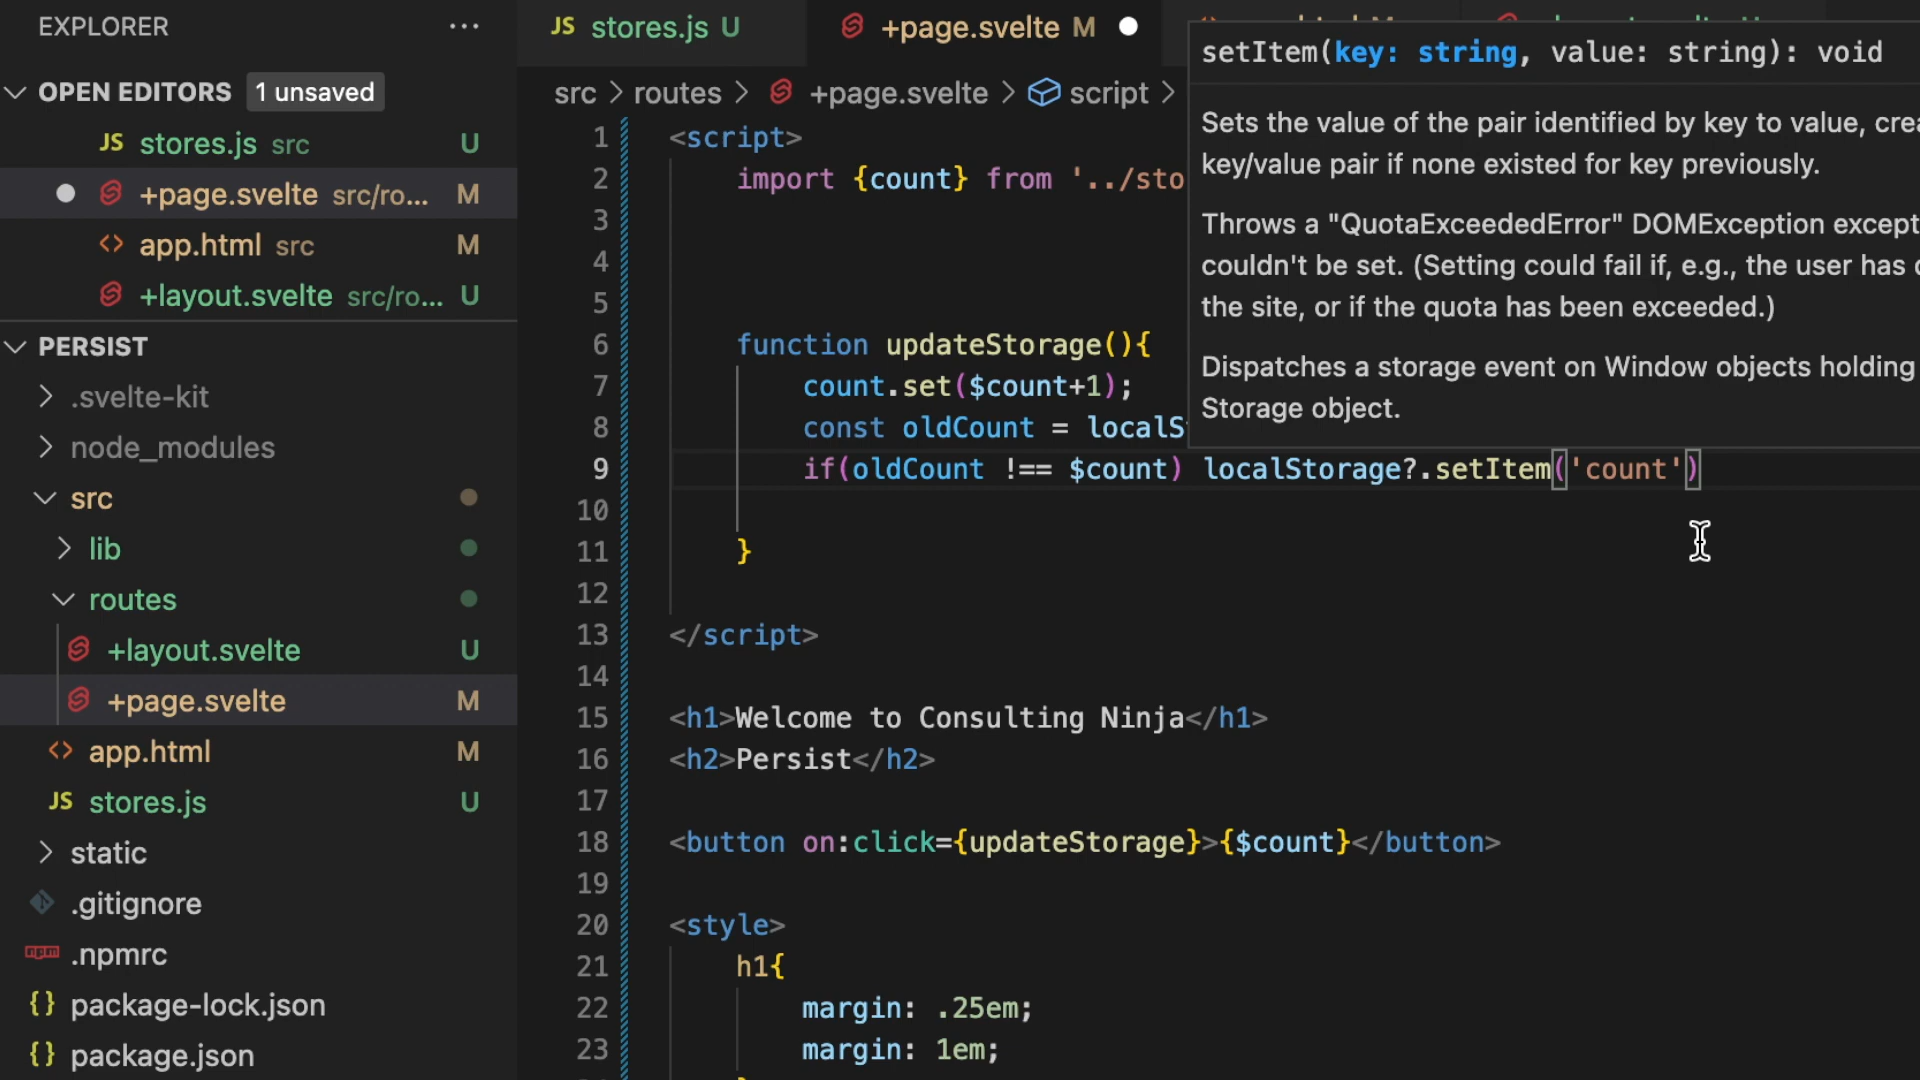 EXPLORER
OPEN EDITORS 1 unsaved
JS stores.js src U
+page.svelte src/ro... M
<> app.html src M
+layout.svelte src/ro... U
PERSIST
.svelte-kit
node_modules
src
lib
routes
+layout.svelte U
+page.svelte M
<> app.html M
JS stores.js U
static
.gitignore
npm .npmrc
{} package-lock.json
{} package.json
JS stores.js U
+page.svelte M
src > routes > +page.svelte > script >
1 <script>
2 import {count} from '../sto
3
4
5
6 function updateStorage(){
7 count.set($count+1);
8 const oldCount = localS
9 if(oldCount !== $count) localStorage?.setItem('count')
10
11 }
12
13 </script>
14
15 <h1>Welcome to Consulting Ninja</h1>
16 <h2>Persist</h2>
17
18 <button on:click={updateStorage}>{$count}</button>
19
20 <style>
21 h1{
22 margin: .25em;
23 margin: 1em;
setItem(key: string, value: string): void
Sets the value of the pair identified by key to value, crea
key/value pair if none existed for key previously.
Throws a "QuotaExceededError" DOMException except
couldn't be set. (Setting could fail if, e.g., the user has
the site, or if the quota has been exceeded.)
Dispatches a storage event on Window objects holding
Storage object.